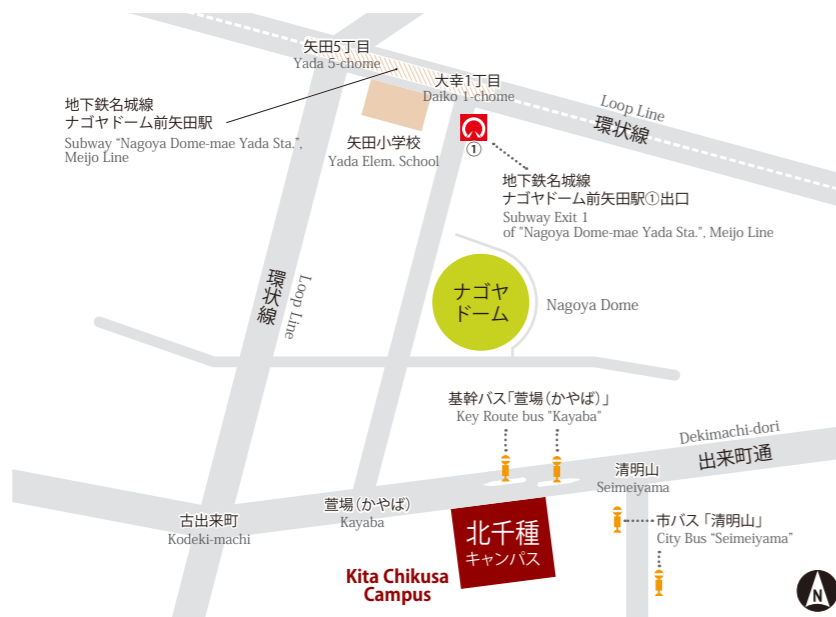 矢田5丁目
Yada 5-chome
大幸1丁目
Daiko 1-chome
Loop Line
環状線
地下鉄名城線
ナゴヤドーム前矢田駅
Subway “Nagoya Dome-mae Yada Sta.”,
Meijo Line
矢田小学校
Yada Elem. School
①
地下鉄名城線
ナゴヤドーム前矢田駅①出口
Subway Exit 1
of "Nagoya Dome-mae Yada Sta.", Meijo Line
環状線
Loop Line
ナゴヤ
ドーム
Nagoya Dome
基幹バス「萱場（かやば）」
Key Route bus "Kayaba"
Dekimachi-dori
出来町通
清明山
Seimeiyama
萱場（かやば）
Kayaba
古出来町
Kodeki-machi
北千種
キャンパス
市バス「清明山」
City Bus “Seimeiyama”
Kita Chikusa
Campus
N